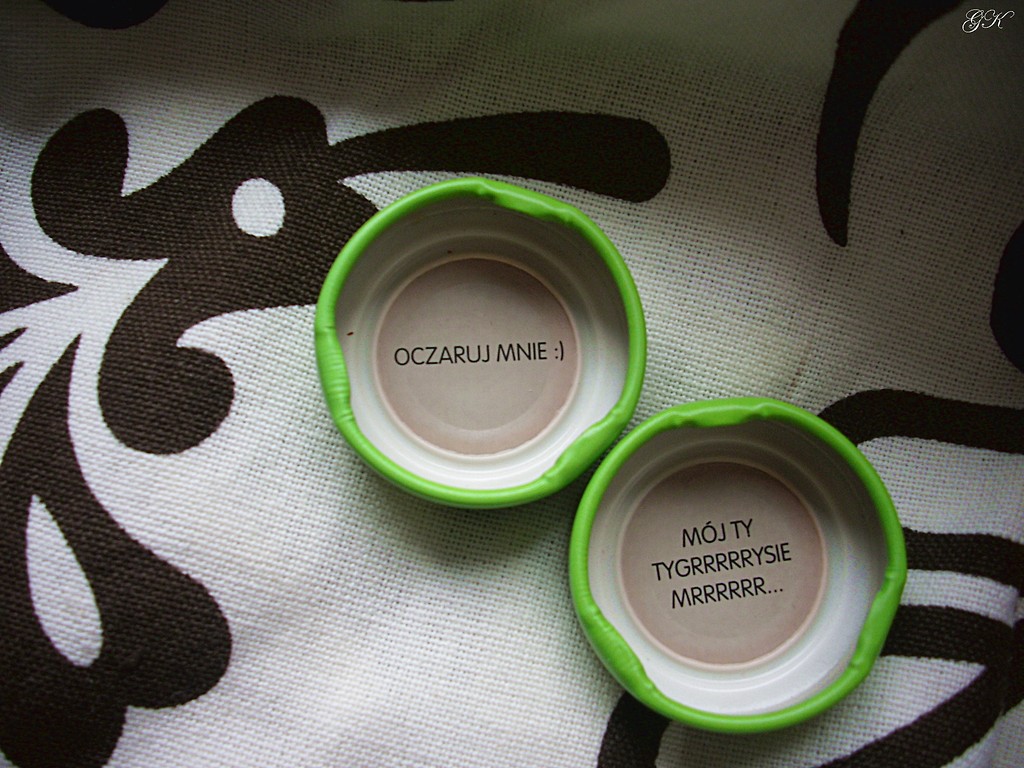 GK
OCZARUJ MNIE :)
MÓJ TY
TYGRRRRRYSIE
MRRRRRR...